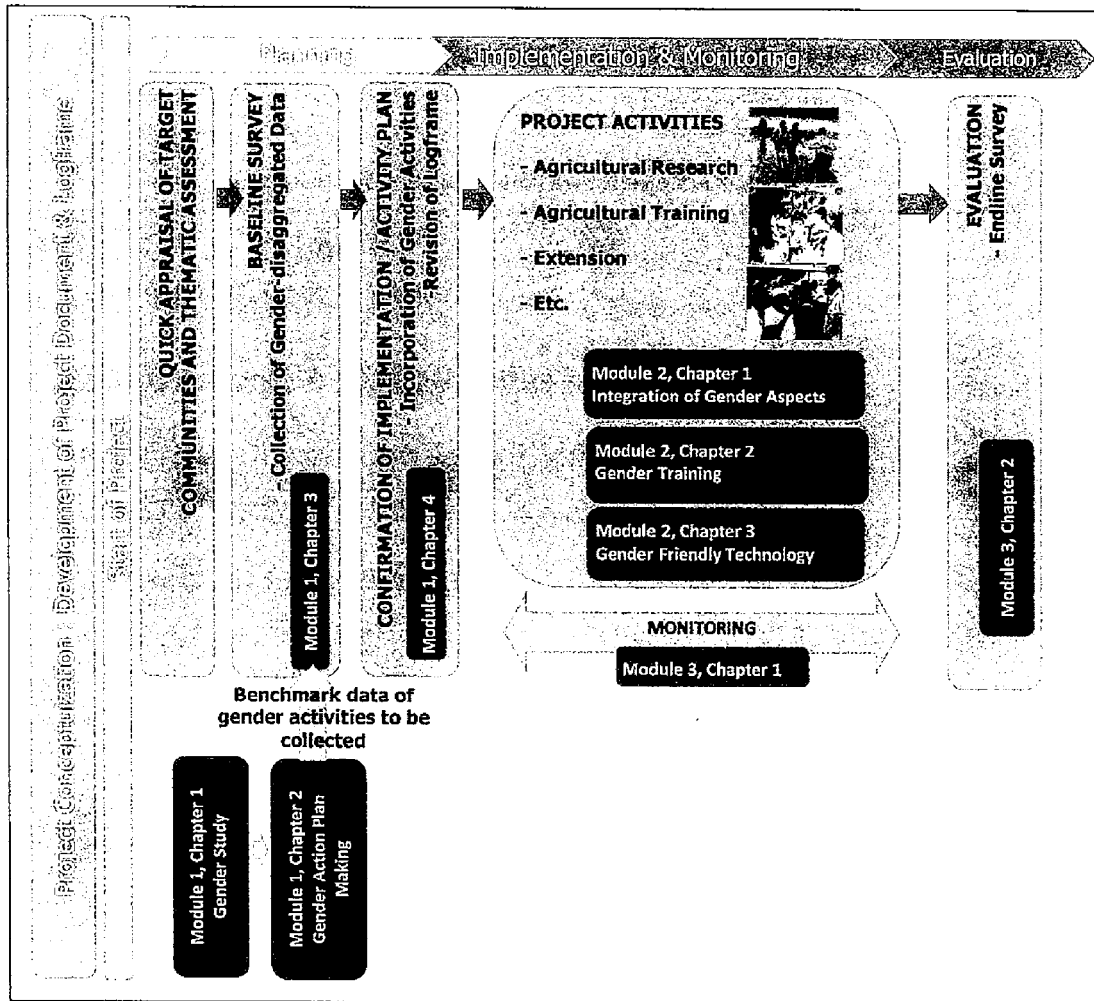 Project Conceptualization : Development of Project Document & Logframe
Start of Project
Planning
Implementation & Monitoring
Evaluation
QUICK APPRAISAL OF TARGET
COMMUNITIES AND THEMATIC ASSESSMENT
BASELINE SURVEY
- Collection of Gender-disaggregated Data
Module 1, Chapter 3
CONFIRMATION OF IMPLEMENTATION /ACTIVITY PLAN
- Incorporation of Gender Activities
-Revision of Logframe
Module 1, Chapter 4
PROJECT ACTIVITIES
- Agricultural Research
- Agricultural Training
- Extension
- Etc.
Module 2, Chapter 1
Integration of Gender Aspects
Module 2, Chapter 2
Gender Training
Module 2, Chapter 3
Gender Friendly Technology
MONITORING
Module 3, Chapter 1
EVALUATION
- Endline Survey
Module 3, Chapter 2
Benchmark data of
gender activities to be
collected
Module 1, Chapter 1
Gender Study
Module 1, Chapter 2
Gender Action Plan
Making